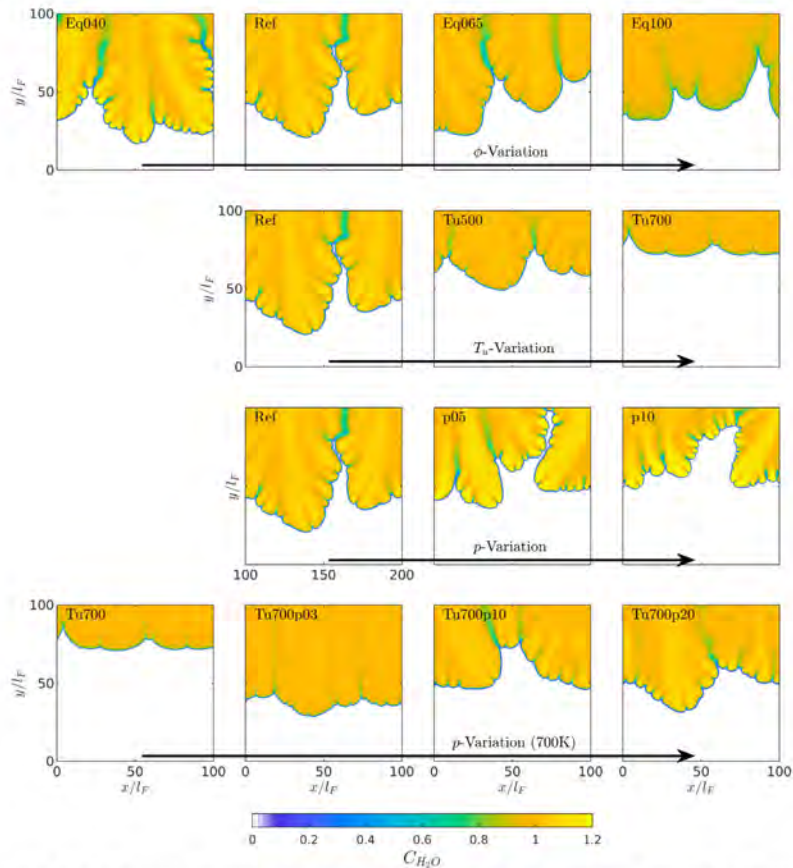 Eq040 Ref Eq065 Eq100
100
50
0
y/l_F
ϕ-Variation
Ref Tu500 Tu700
100
50
0
y/l_F
T_u-Variation
Ref p05 p10
y/l_F
p-Variation
100 150 200
Tu700 Tu700p03 Tu700p10 Tu700p20
100
50
0
y/l_F
p-Variation (700K)
0 50 100 0 50 100 0 50 100 0 50 100
x/l_F x/l_F x/l_F x/l_F
0 0.2 0.4 0.6 0.8 1 1.2
C_{H_2O}